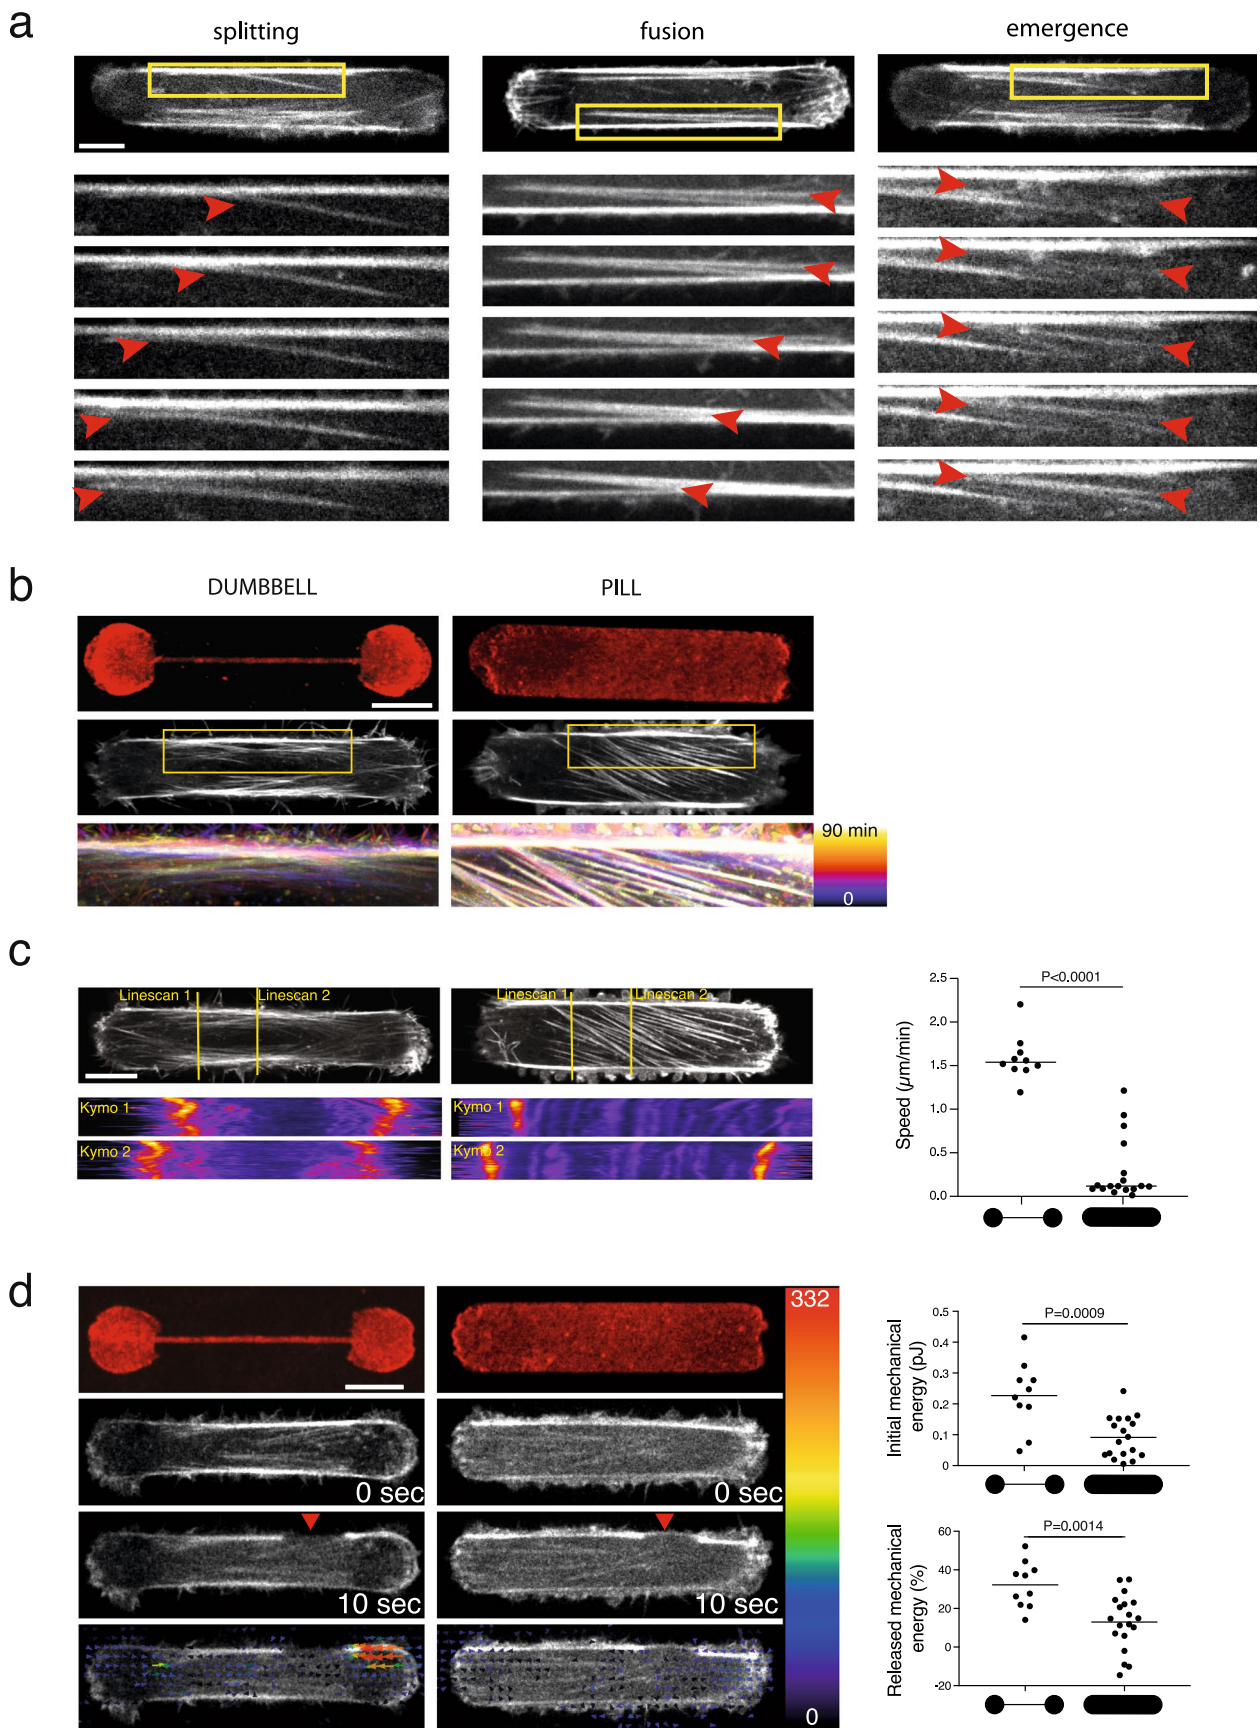 a
splitting
fusion
emergence
b
DUMBBELL
PILL
90 min
0
c
Linescan 1
Linescan 2
Linescan 1
Linescan 2
Kymo 1
Kymo 2
Kymo 1
Kymo 2
P<0.0001
Speed (µm/min)
2.5
2.0
1.5
1.0
0.5
0.0
d
332
0 sec
0 sec
10 sec
10 sec
0
P=0.0009
Initial mechanical
energy (pJ)
0.5
0.4
0.3
0.2
0.1
0
P=0.0014
Released mechanical
energy (%)
60
40
20
0
-20